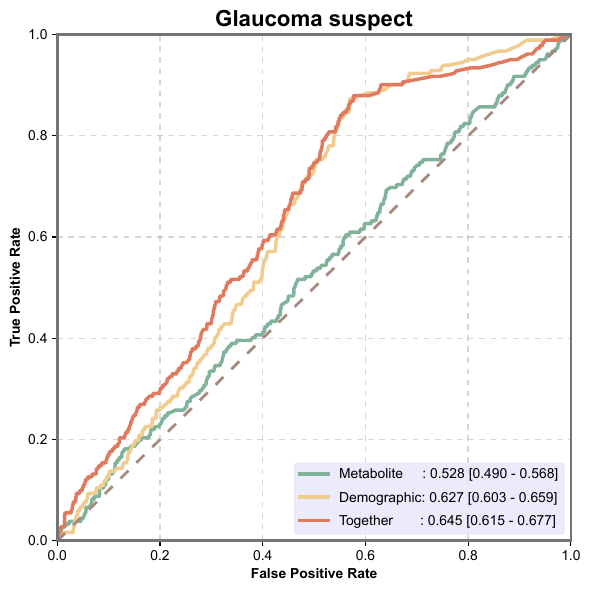 Glaucoma suspect
1.0
0.8
0.6
0.4
0.2
0.0
True Positive Rate
Metabolite : 0.528 [0.490 - 0.568]
Demographic: 0.627 [0.603 - 0.659]
Together : 0.645 [0.615 - 0.677]
0.0 0.2 0.4 0.6 0.8 1.0
False Positive Rate